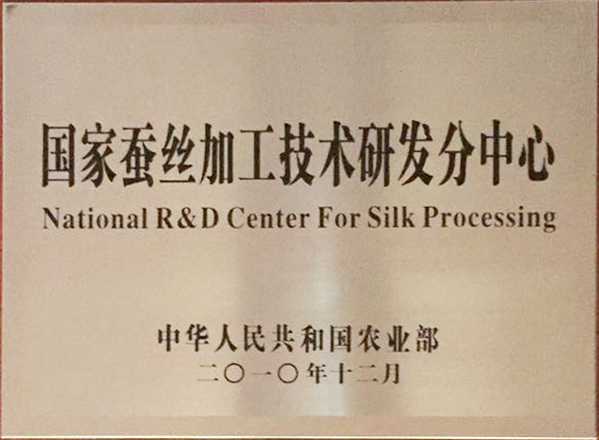 国家蚕丝加工技术研发分中心
National R&D Center For Silk Processing
中华人民共和国农业部
二〇一〇年十二月